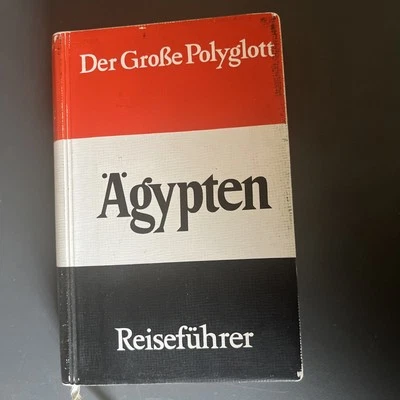 Der Große Polyglott
Ägypten
Reiseführer